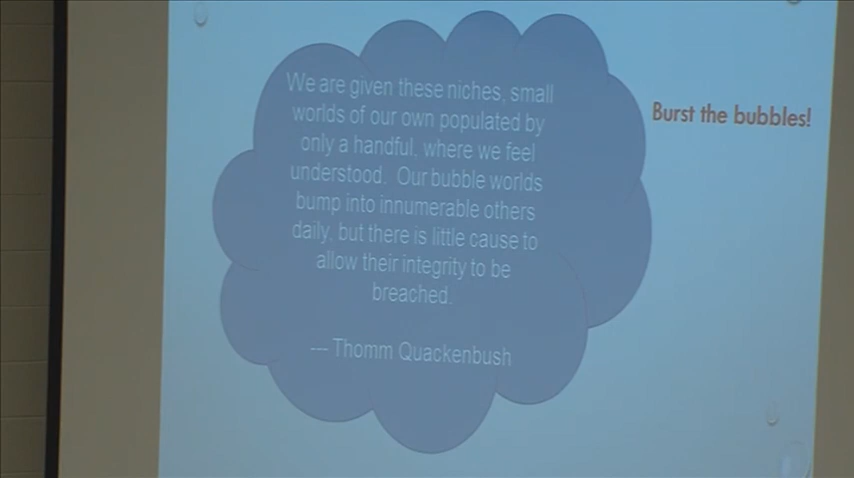 We are given these niches, small
worlds of our own populated by
only a handful, where we feel
understood. Our bubble worlds
bump into innumerable others
daily, but there is little cause to
allow their integrity to be
breached.
--- Thomm Quackenbush
Burst the bubbles!